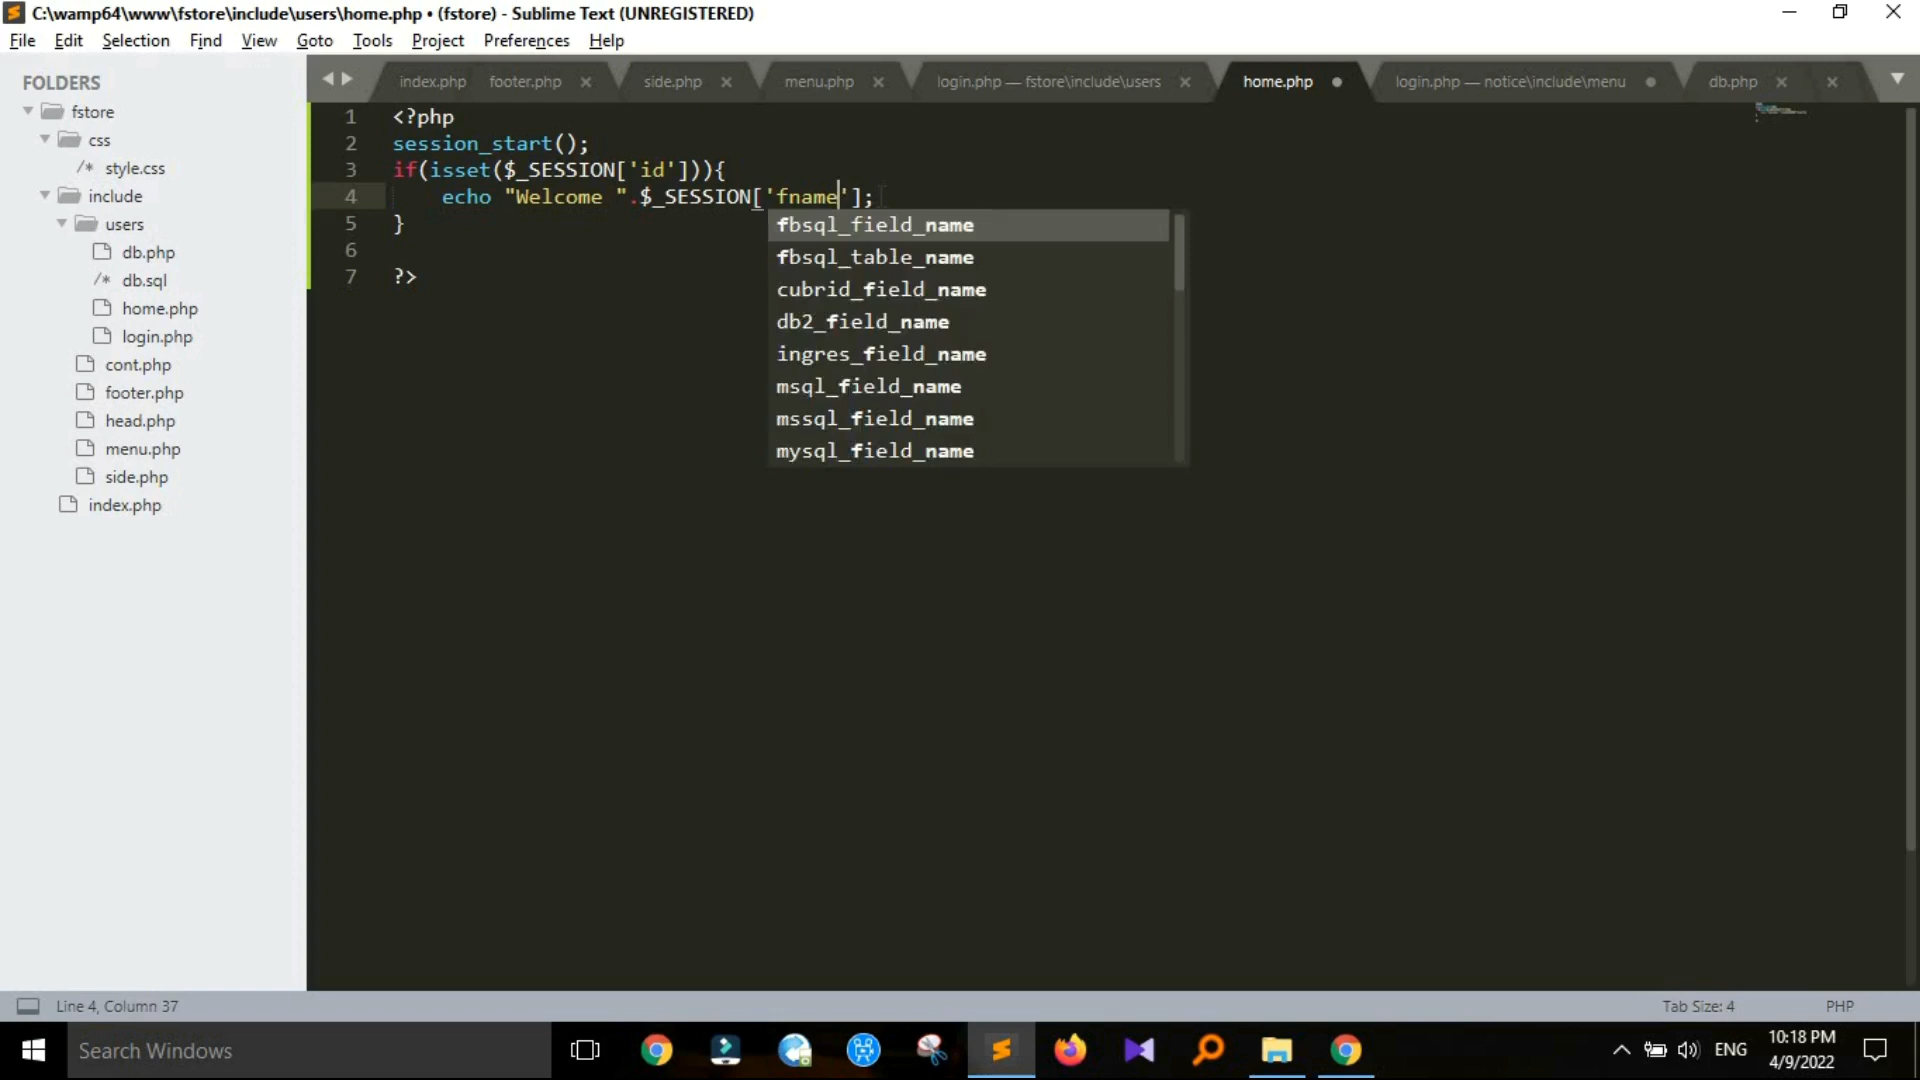 C:\wamp64\www\fstore\include\users\home.php • (fstore) - Sublime Text (UNREGISTERED)
File Edit Selection Find View Goto Tools Project Preferences Help
FOLDERS
fstore
css
/* style.css
include
users
db.php
/* db.sql
home.php
login.php
cont.php
footer.php
head.php
menu.php
side.php
index.php
index.php footer.php side.php menu.php login.php — fstore\include\users home.php login.php — notice\include\menu db.php
1 <?php
2 session_start();
3 if(isset($_SESSION['id'])){
4 echo "Welcome ".$_SESSION['fname'];
5 }
6
7 ?>
fbsql_field_name
fbsql_table_name
cubrid_field_name
db2_field_name
ingres_field_name
msql_field_name
mssql_field_name
mysql_field_name
Line 4, Column 37 Tab Size: 4 PHP
Search Windows ENG 10:18 PM
4/9/2022